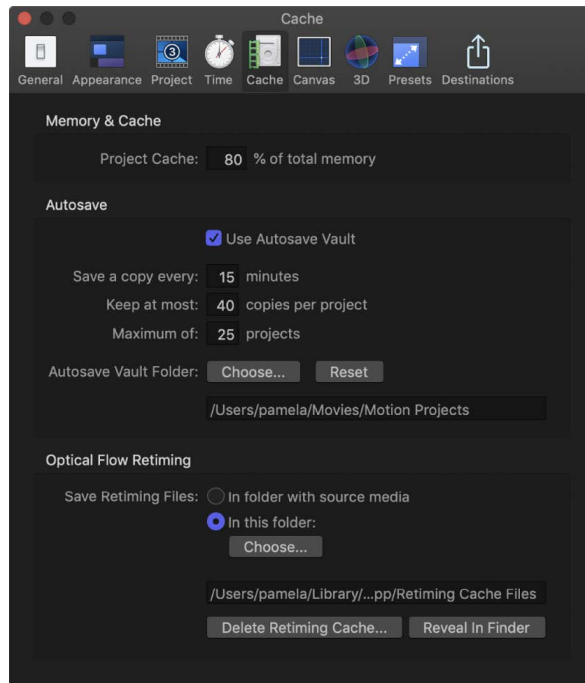 Cache
3
General Appearance Project Time Cache Canvas 3D Presets Destinations
Memory & Cache
Project Cache: 80 % of total memory
Autosave
Use Autosave Vault
Save a copy every: 15 minutes
Keep at most: 40 copies per project
Maximum of: 25 projects
Autosave Vault Folder: Choose... Reset
/Users/pamela/Movies/Motion Projects
Optical Flow Retiming
Save Retiming Files: In folder with source media
In this folder:
Choose...
/Users/pamela/Library/...pp/Retiming Cache Files
Delete Retiming Cache... Reveal In Finder